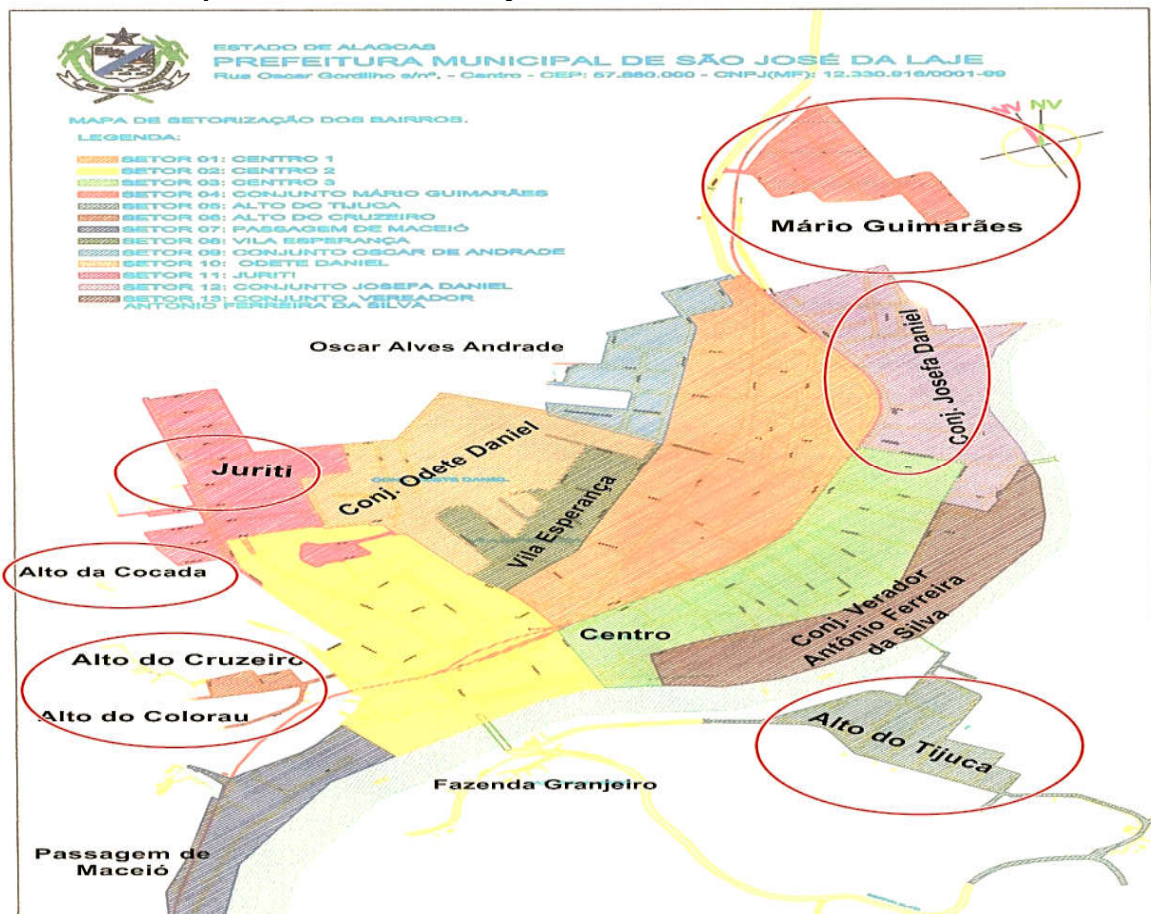 ESTADO DE ALAGOAS
PREFEITURA MUNICIPAL DE SÃO JOSÉ DA LAJE
Rua Oscar Gordilho s/nº, - Centro - CEP: 57.860.000 - CNPJ(MF): 12.330.916/0001-99
MAPA DE SETORIZAÇÃO DOS BAIRROS.
LEGENDA:
SETOR 01: CENTRO 1
SETOR 02: CENTRO 2
SETOR 03: CENTRO 3
SETOR 04: CONJUNTO MÁRIO GUIMARÃES
SETOR 05: ALTO DO TIJUCA
SETOR 06: ALTO DO CRUZEIRO
SETOR 07: PASSAGEM DE MACEIÓ
SETOR 08: VILA ESPERANÇA
SETOR 09: CONJUNTO OSCAR DE ANDRADE
SETOR 10: ODETE DANIEL
SETOR 11: JURITI
SETOR 12: CONJUNTO JOSEFA DANIEL
SETOR 13: CONJUNTO VEREADOR
ANTONIO FERREIRA DA SILVA
NV
Mário Guimarães
Conj. Josefa Daniel
Oscar Alves Andrade
Juriti
Conj. Odete Daniel
Vila Esperança
Alto da Cocada
Centro
Conj. Verador
Antônio Ferreira
da Silva
Alto do Cruzeiro
Alto do Colorau
Alto do Tijuca
Fazenda Granjeiro
Passagem de
Maceió